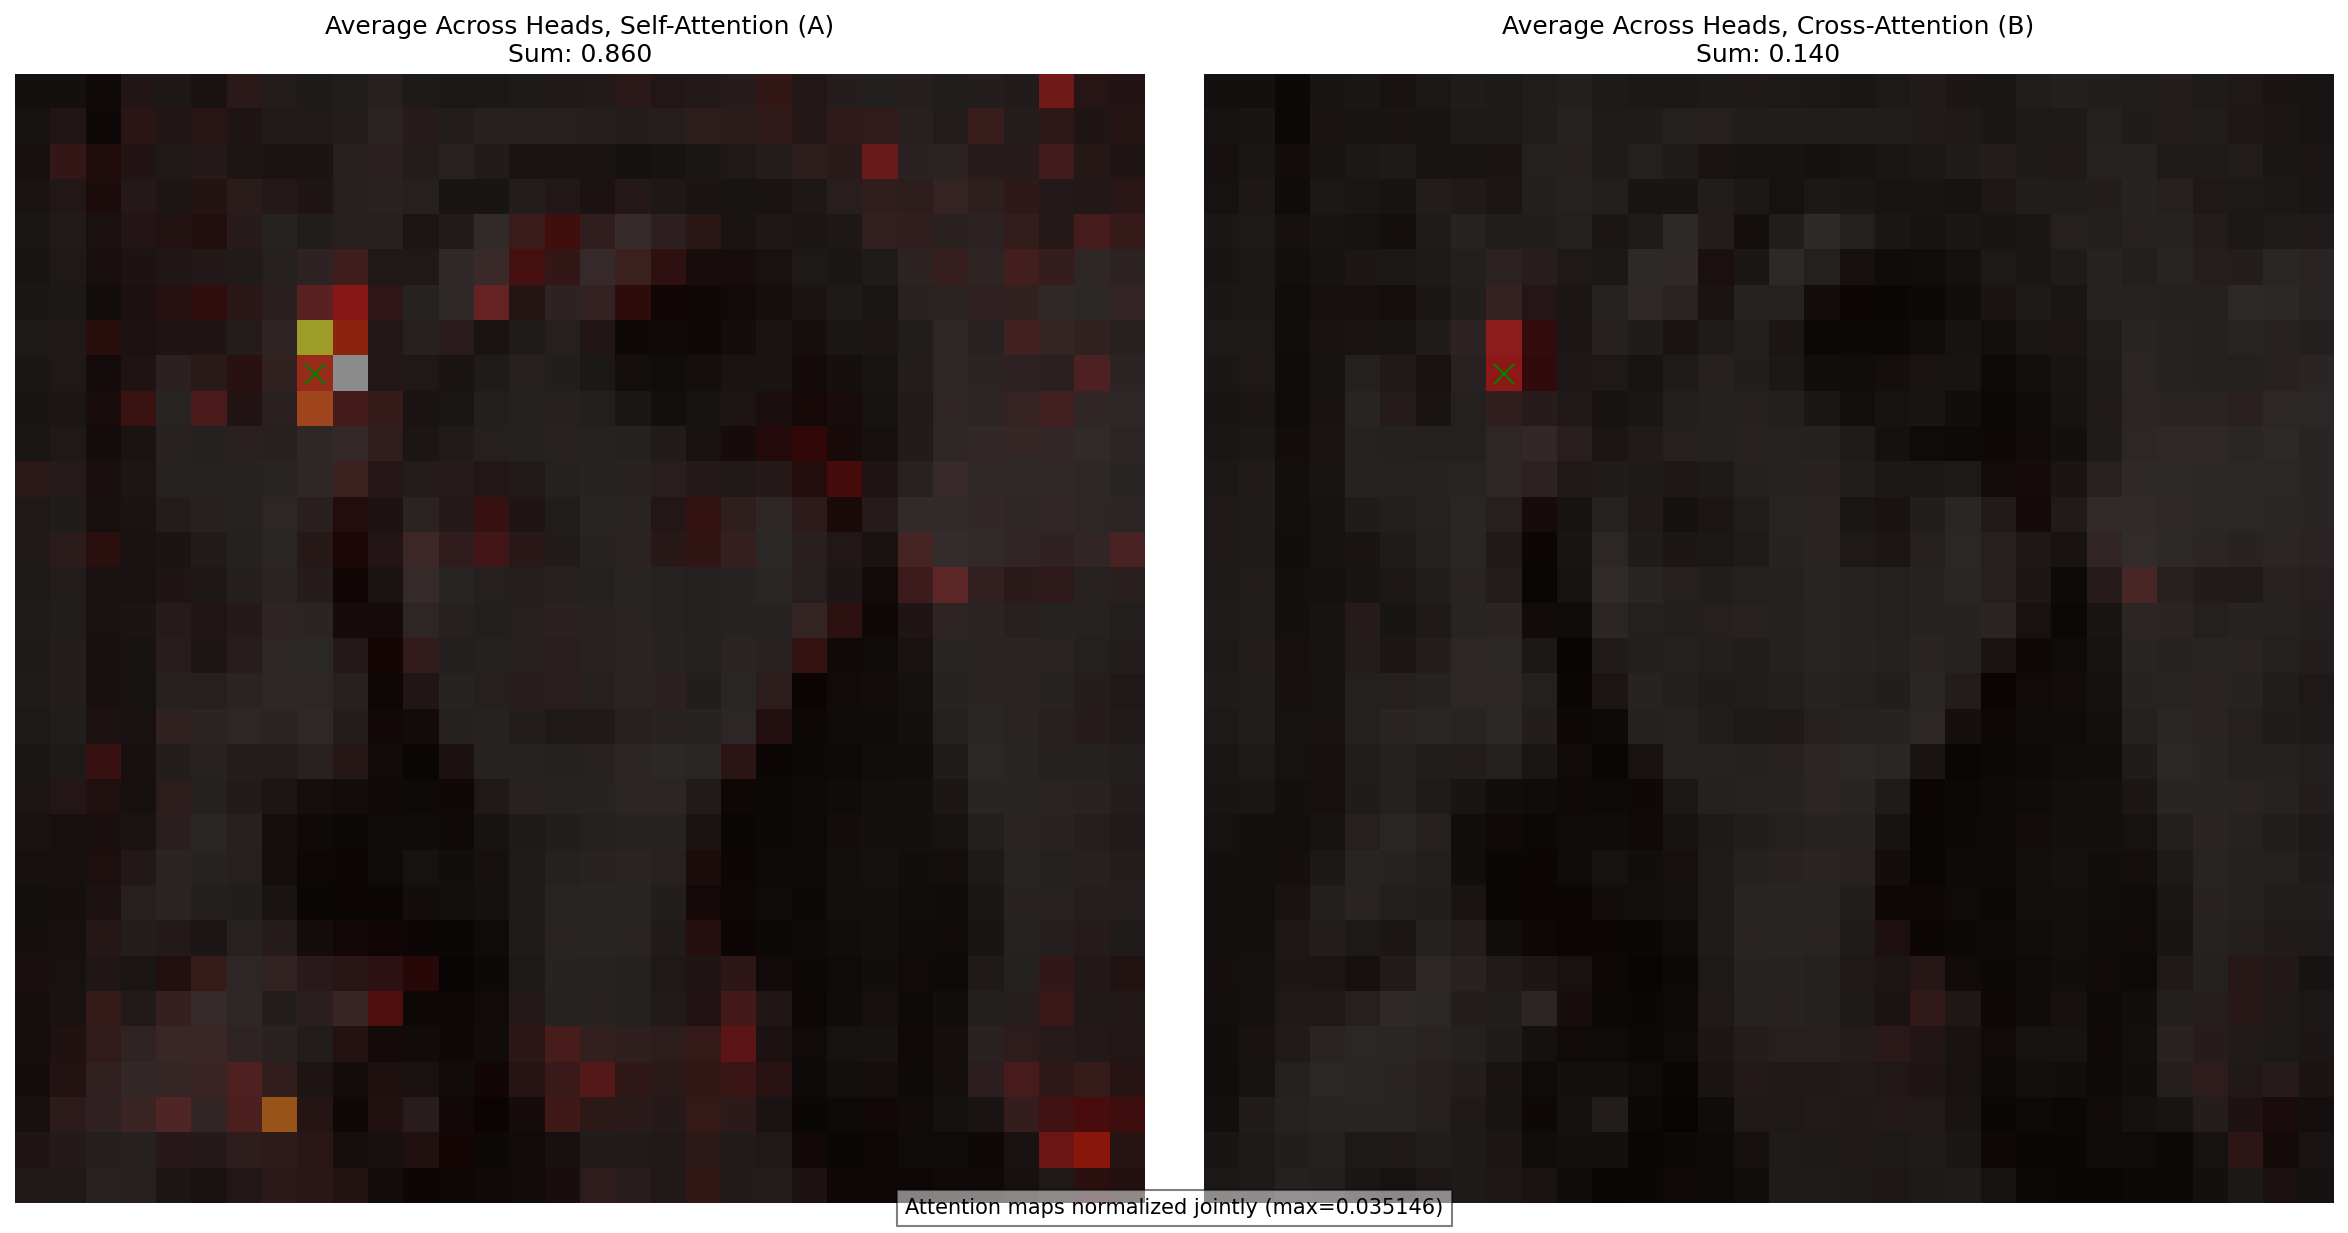 Average Across Heads, Self-Attention (A)
Sum: 0.860
Average Across Heads, Cross-Attention (B)
Sum: 0.140
Attention maps normalized jointly (max=0.035146)